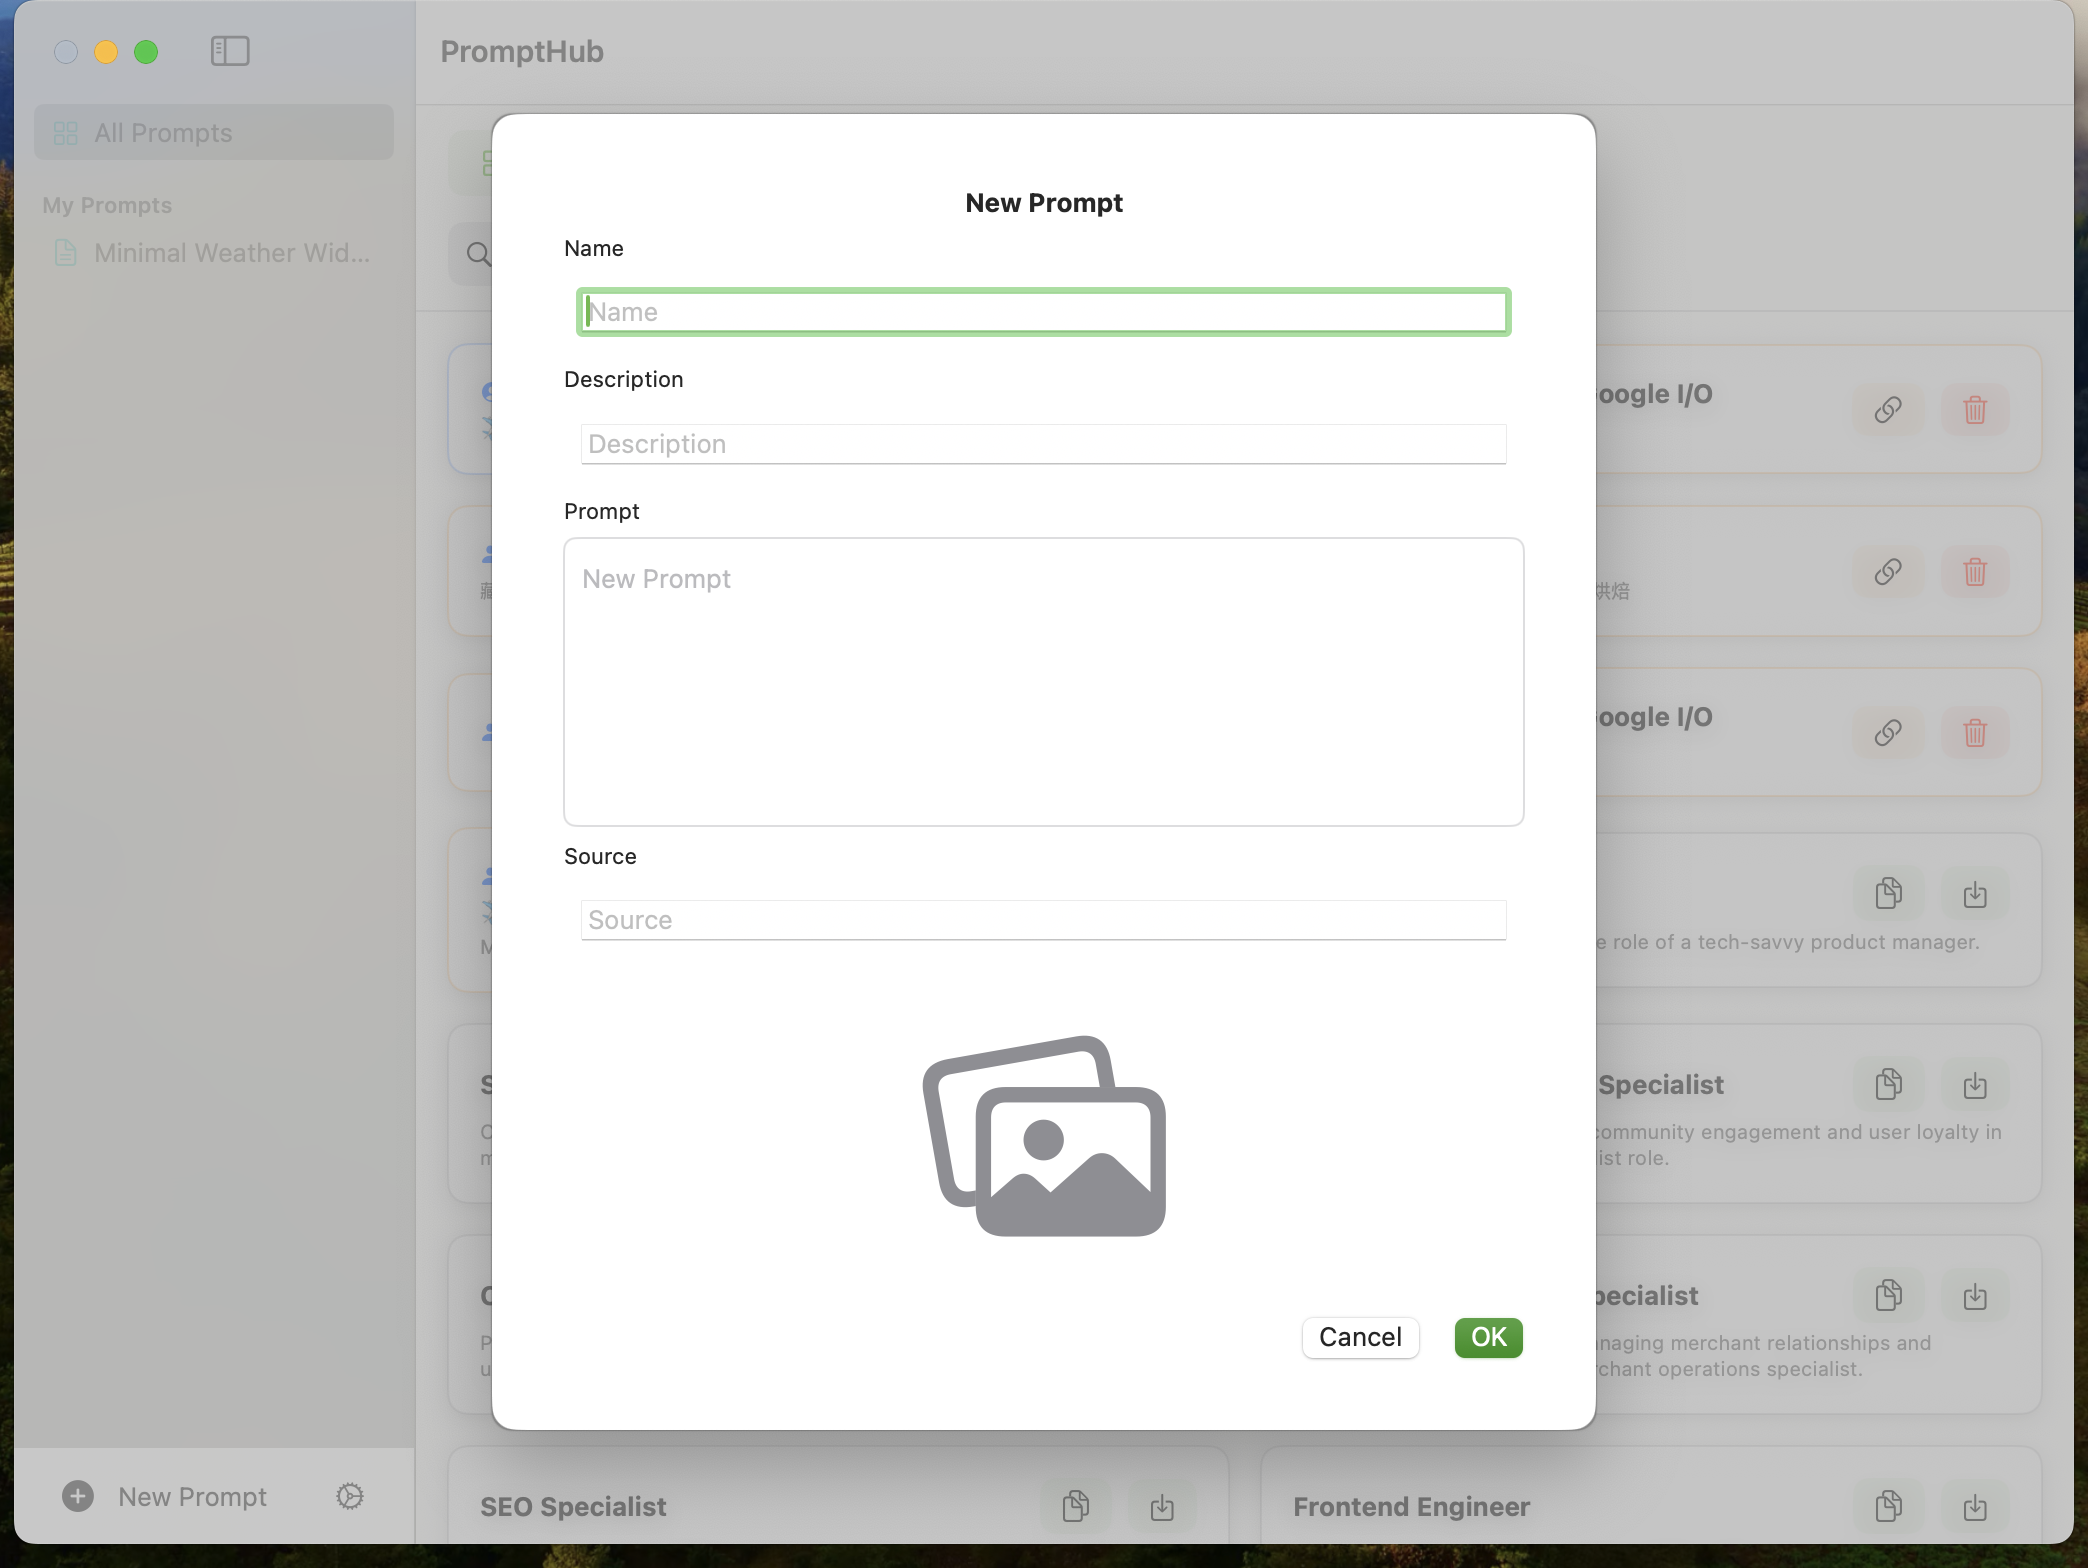 PromptHub
All Prompts
My Prompts
Minimal Weather Wid...
New Prompt
Name
Name
Description
Description
Prompt
New Prompt
Source
Source
Cancel
OK
oogle I/O
烘焙
oogle I/O
e role of a tech-savvy product manager.
Specialist
community engagement and user loyalty in
ist role.
pecialist
naging merchant relationships and
chant operations specialist.
SEO Specialist
Frontend Engineer
New Prompt